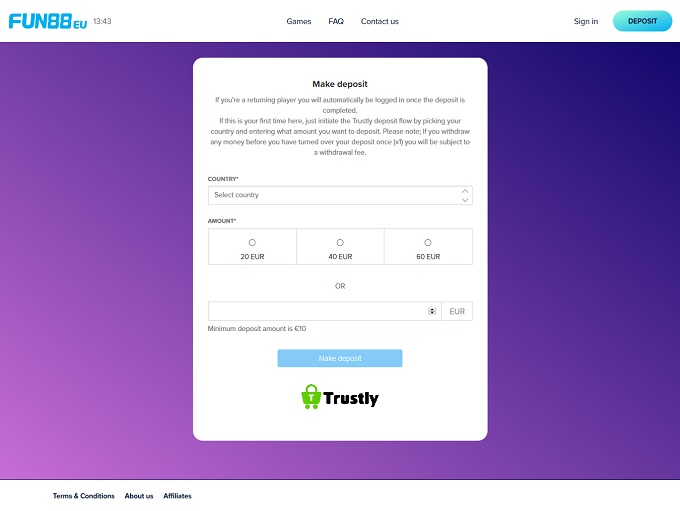 FUN88EU 13:43 Games FAQ Contact us Sign in DEPOSIT
Make deposit
If you're a returning player you will automatically be logged in once the deposit is
completed.
If this is your first time here, just initiate the Trustly deposit flow by picking your
country and entering what amount you want to deposit. Please note; if you withdraw
any money before you have turned over your deposit once (x1) you will be subject to
a withdrawal fee.
COUNTRY*
Select country
AMOUNT*
20 EUR 40 EUR 60 EUR
OR
EUR
Minimum deposit amount is €10
Make deposit
T Trustly
Terms & Conditions About us Affiliates